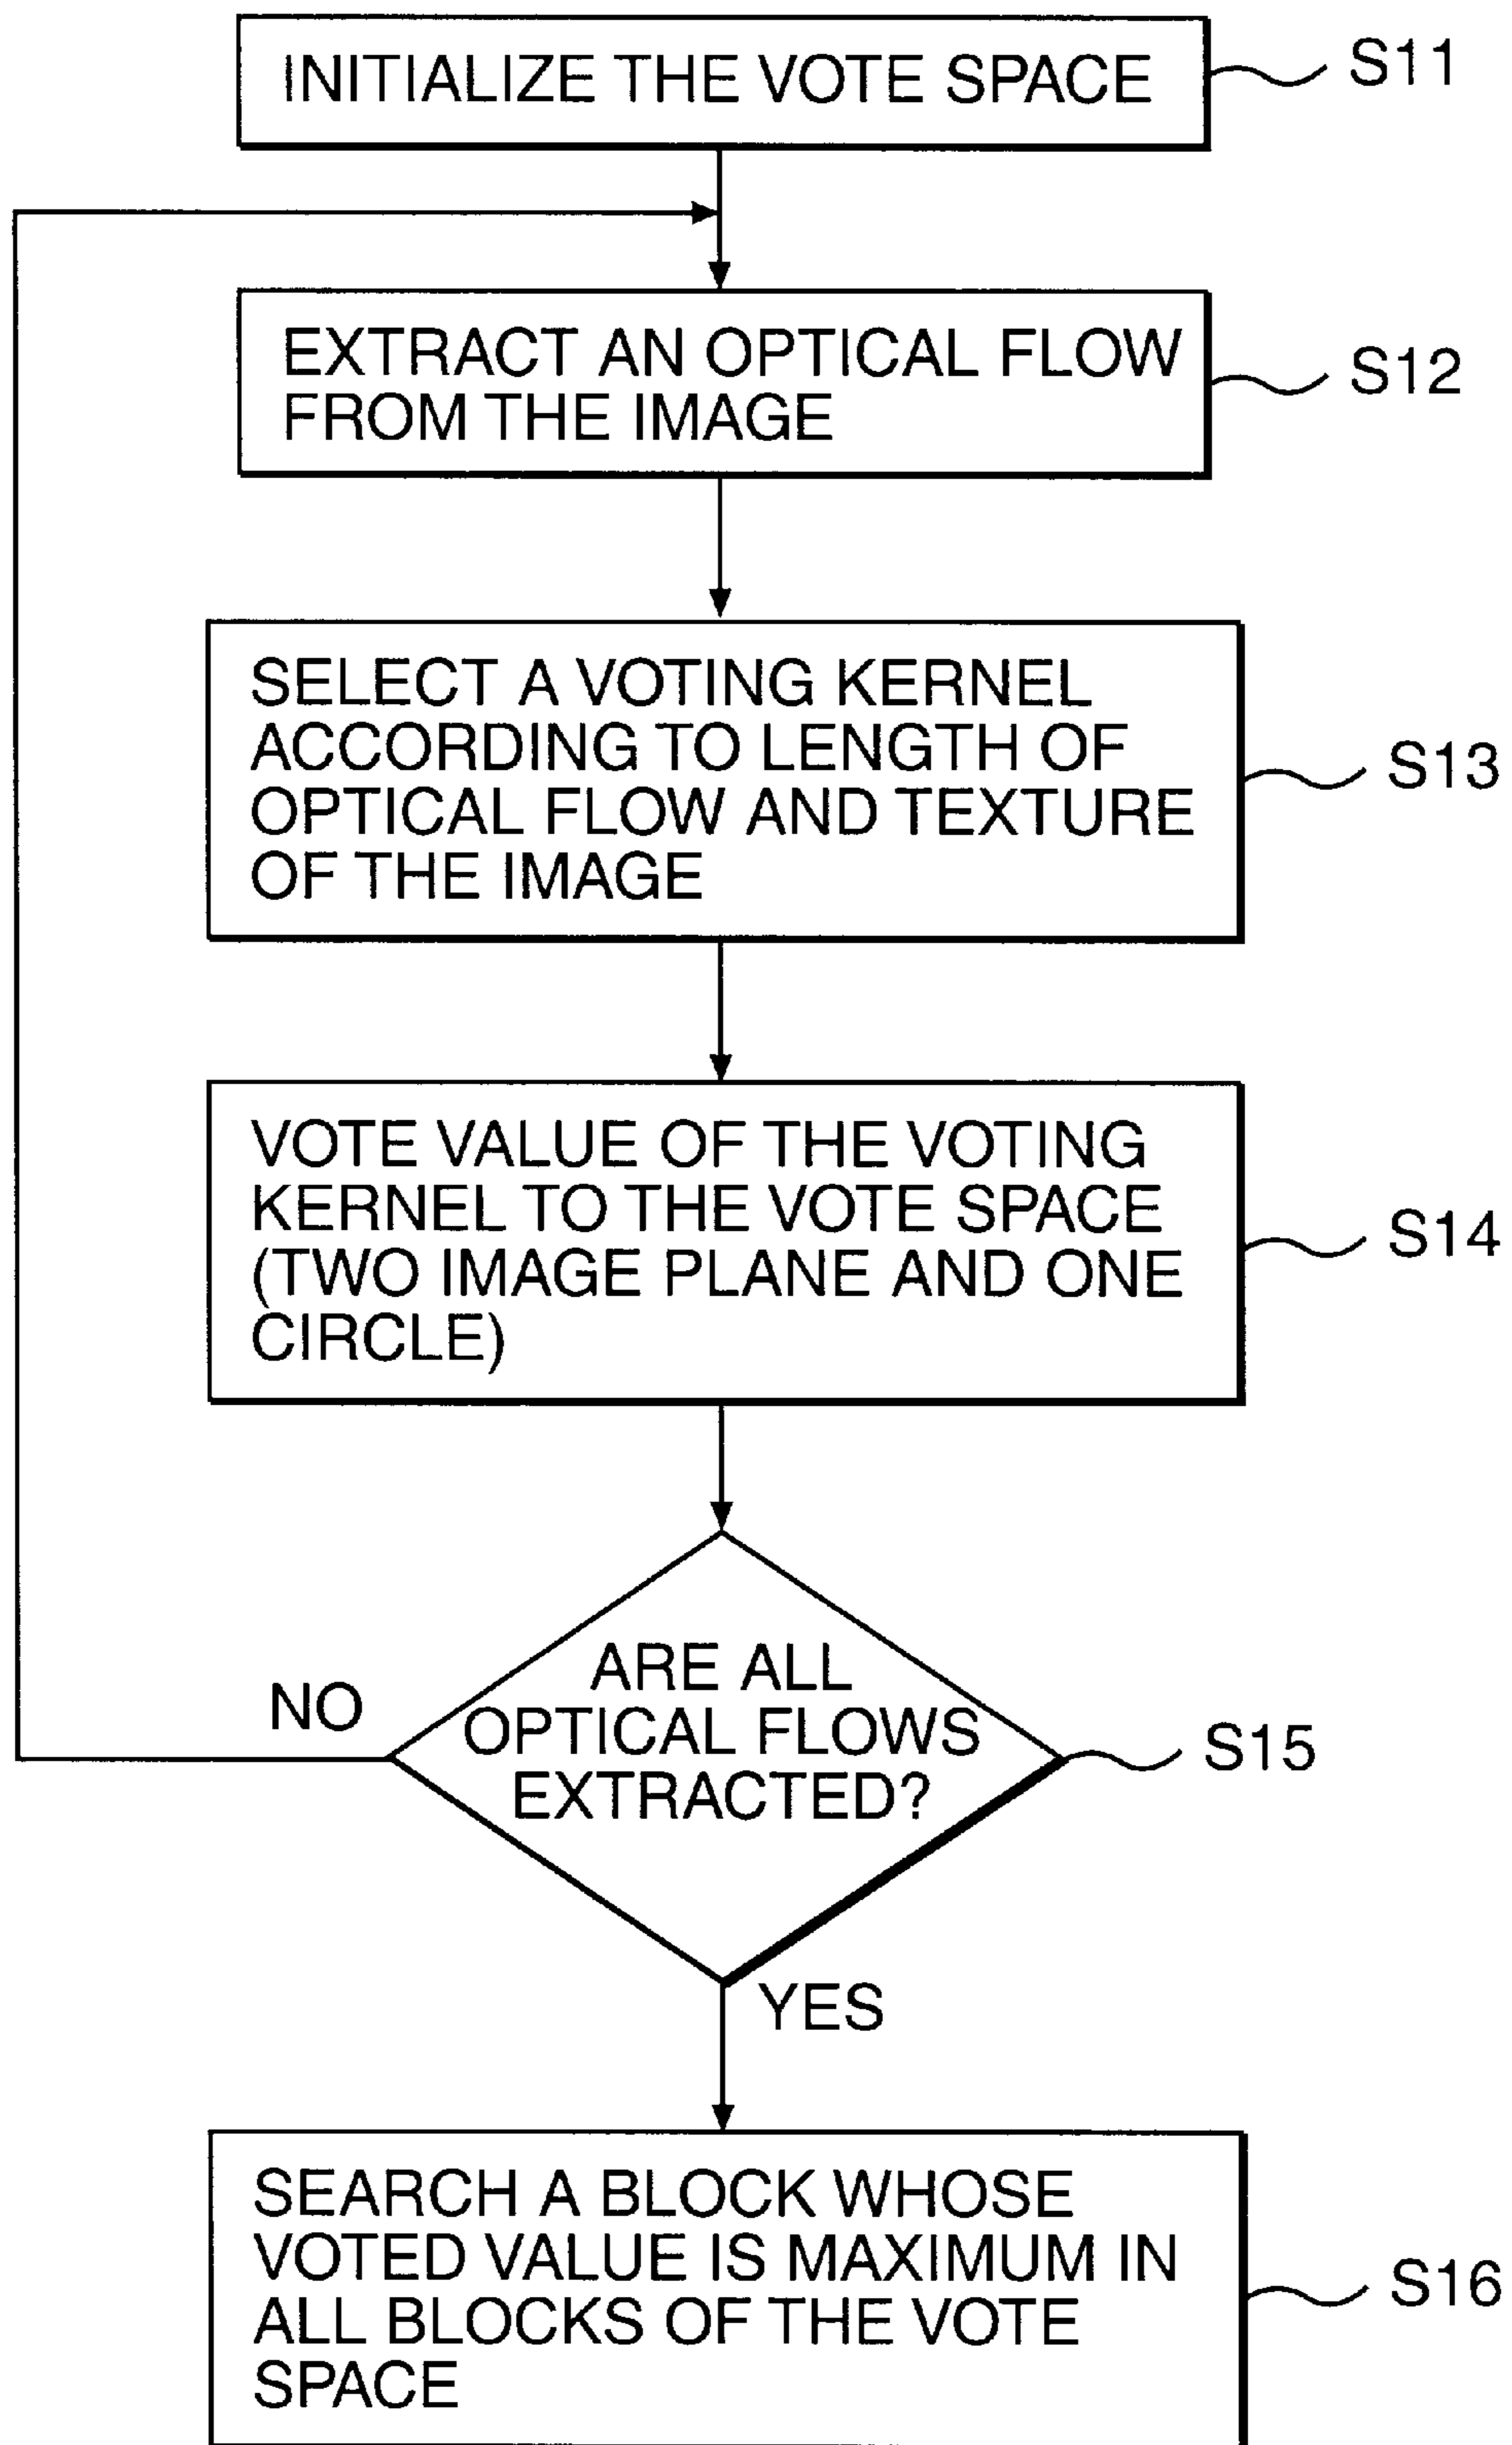 INITIALIZE THE VOTE SPACE
S11
EXTRACT AN OPTICAL FLOW
FROM THE IMAGE
S12
SELECT A VOTING KERNEL
ACCORDING TO LENGTH OF
OPTICAL FLOW AND TEXTURE
OF THE IMAGE
S13
VOTE VALUE OF THE VOTING
KERNEL TO THE VOTE SPACE
(TWO IMAGE PLANE AND ONE
CIRCLE)
S14
ARE ALL
OPTICAL FLOWS
EXTRACTED?
NO
S15
YES
SEARCH A BLOCK WHOSE
VOTED VALUE IS MAXIMUM IN
ALL BLOCKS OF THE VOTE
SPACE
S16